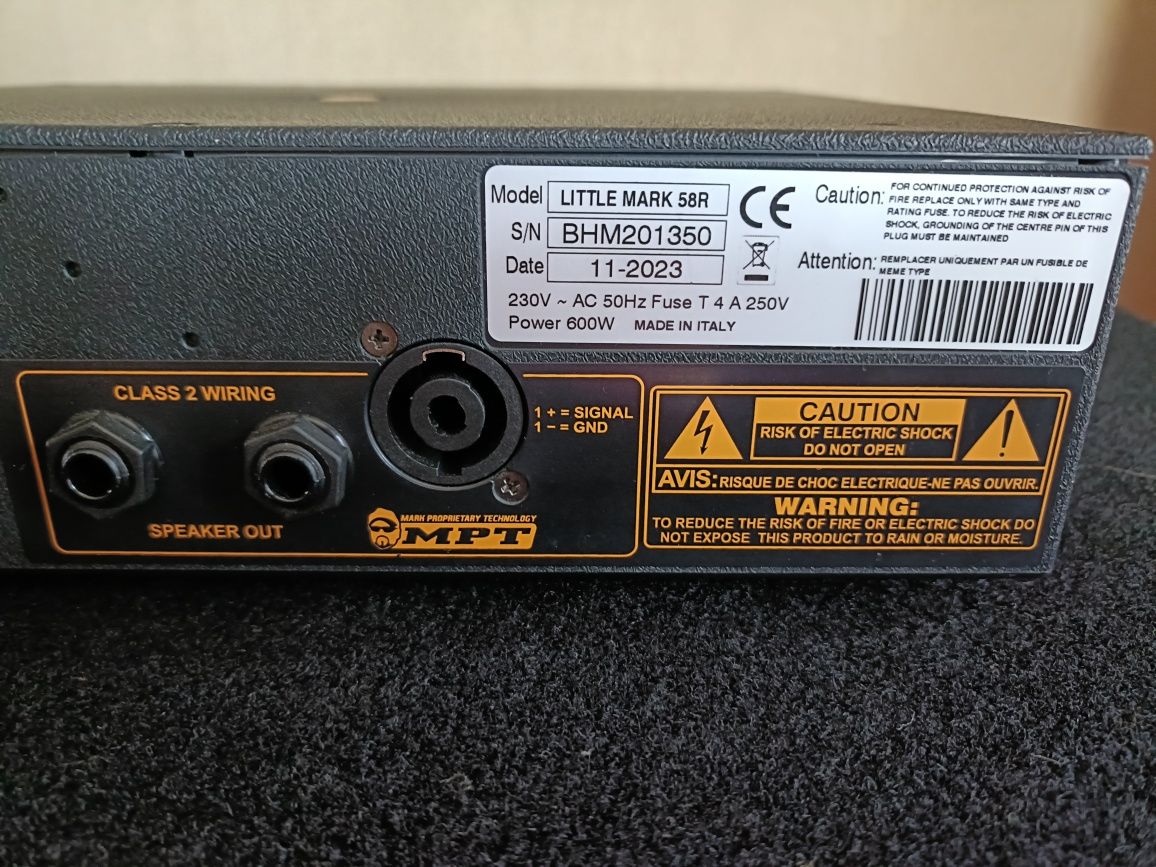 Model LITTLE MARK 58R
S/N BHM201350
Date 11-2023
230V ~ AC 50Hz Fuse T 4 A 250V
Power 600W MADE IN ITALY
CE
Caution: FOR CONTINUED PROTECTION AGAINST RISK OF
FIRE REPLACE ONLY WITH SAME TYPE AND
RATING FUSE. TO REDUCE THE RISK OF ELECTRIC
SHOCK, GROUNDING OF THE CENTRE PIN OF THIS
PLUG MUST BE MAINTAINED
Attention: REMPLACER UNIQUEMENT PAR UN FUSIBLE DE
MEME TYPE
CLASS 2 WIRING
SPEAKER OUT
1 + = SIGNAL
1 − = GND
MARK PROPRIETARY TECHNOLOGY
MPT
CAUTION
RISK OF ELECTRIC SHOCK
DO NOT OPEN
AVIS: RISQUE DE CHOC ELECTRIQUE-NE PAS OUVRIR.
WARNING:
TO REDUCE THE RISK OF FIRE OR ELECTRIC SHOCK DO
NOT EXPOSE THIS PRODUCT TO RAIN OR MOISTURE.